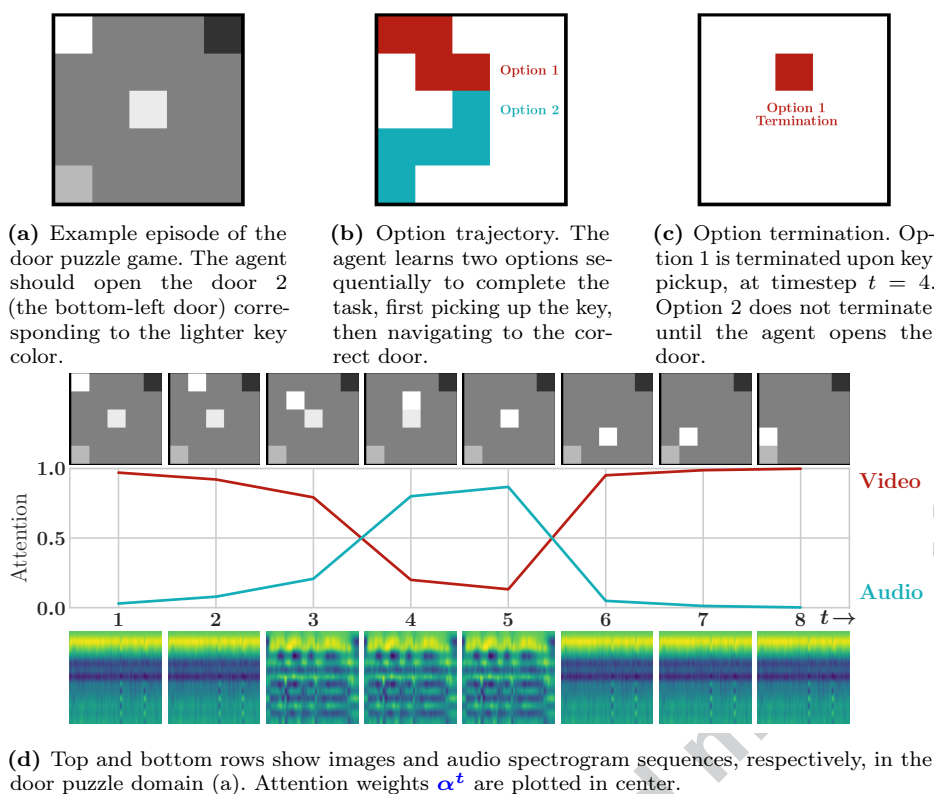 Option 1
Option 2
Option 1
Termination
(a) Example episode of the
door puzzle game. The agent
should open the door 2
(the bottom-left door) corre-
sponding to the lighter key
color.
(b) Option trajectory. The
agent learns two options se-
quentially to complete the
task, first picking up the key,
then navigating to the cor-
rect door.
(c) Option termination. Op-
tion 1 is terminated upon key
pickup, at timestep t = 4.
Option 2 does not terminate
until the agent opens the
door.
Attention
1.0
0.5
0.0
Video
Audio
1 2 3 4 5 6 7 8 t→
(d) Top and bottom rows show images and audio spectrogram sequences, respectively, in the
door puzzle domain (a). Attention weights αᵗ are plotted in center.